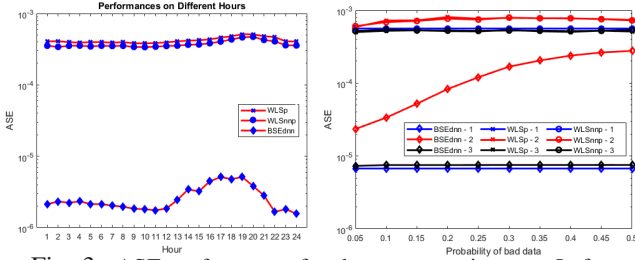 Performances on Different Hours
10-3
10-4
10-5
10-6
ASE
WLSp
WLSnnp
BSEdnn
1 2 3 4 5 6 7 8 9 10 11 12 13 14 15 16 17 18 19 20 21 22 23 24
Hour
10-3
10-4
10-5
10-6
ASE
BSEdnn - 1 WLSp - 1 WLSnnp - 1
BSEdnn - 2 WLSp - 2 WLSnnp - 2
BSEdnn - 3 WLSp - 3 WLSnnp - 3
0.05 0.1 0.15 0.2 0.25 0.3 0.35 0.4 0.45 0.5
Probability of bad data